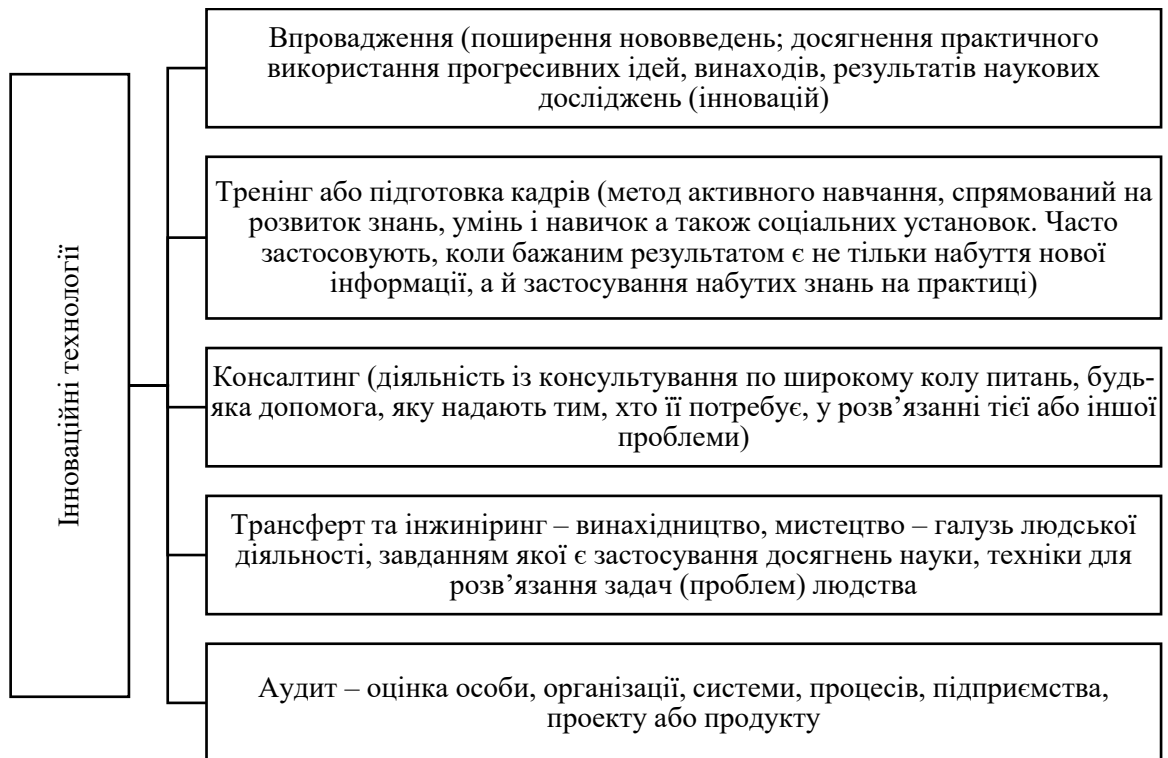 Інноваційні технології
Впровадження (поширення нововведень; досягнення практичного
використання прогресивних ідей, винаходів, результатів наукових
досліджень (інновацій)
Тренінг або підготовка кадрів (метод активного навчання, спрямований на
розвиток знань, умінь і навичок а також соціальних установок. Часто
застосовують, коли бажаним результатом є не тільки набуття нової
інформації, а й застосування набутих знань на практиці)
Консалтинг (діяльність із консультування по широкому колу питань, будь-
яка допомога, яку надають тим, хто її потребує, у розв’язанні тієї або іншої
проблеми)
Трансферт та інжиніринг – винахідництво, мистецтво – галузь людської
діяльності, завданням якої є застосування досягнень науки, техніки для
розв’язання задач (проблем) людства
Аудит – оцінка особи, організації, системи, процесів, підприємства,
проекту або продукту